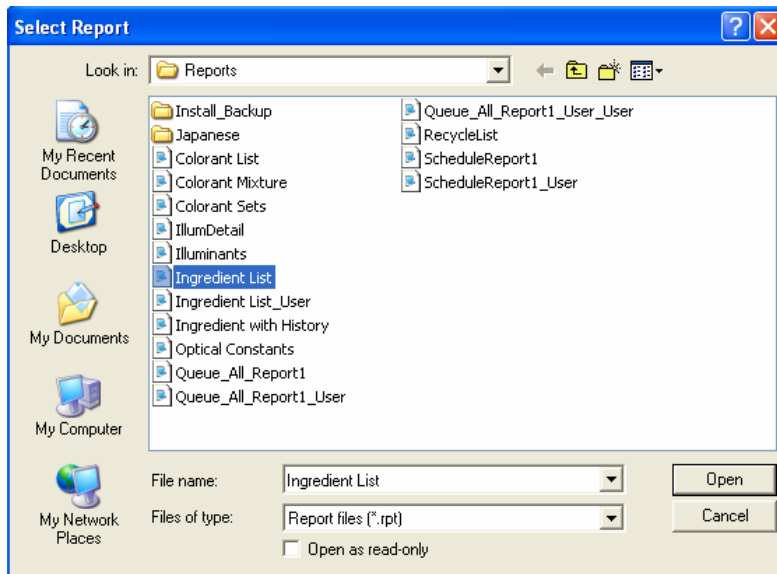 Select Report
Look in:
Reports
My Recent
Documents
Desktop
My Documents
My Computer
My Network
Places
Install_Backup
Japanese
Colorant List
Colorant Mixture
Colorant Sets
IllumDetail
Illuminants
Ingredient List
Ingredient List_User
Ingredient with History
Optical Constants
Queue_All_Report1
Queue_All_Report1_User
Queue_All_Report1_User_User
RecycleList
ScheduleReport1
ScheduleReport1_User
File name:
Ingredient List
Open
Files of type:
Report files (*.rpt)
Cancel
Open as read-only